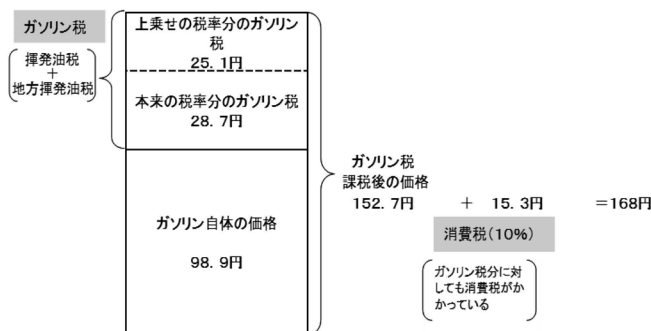 ガソリン税
揮発油税
＋
地方揮発油税
上乗せの税率分のガソリン
税
25.1円
本来の税率分のガソリン税
28.7円
ガソリン自体の価格
98.9円
ガソリン税
課税後の価格
152.7円 ＋ 15.3円 ＝168円
消費税(10%)
ガソリン税分に対
しても消費税がか
かっている